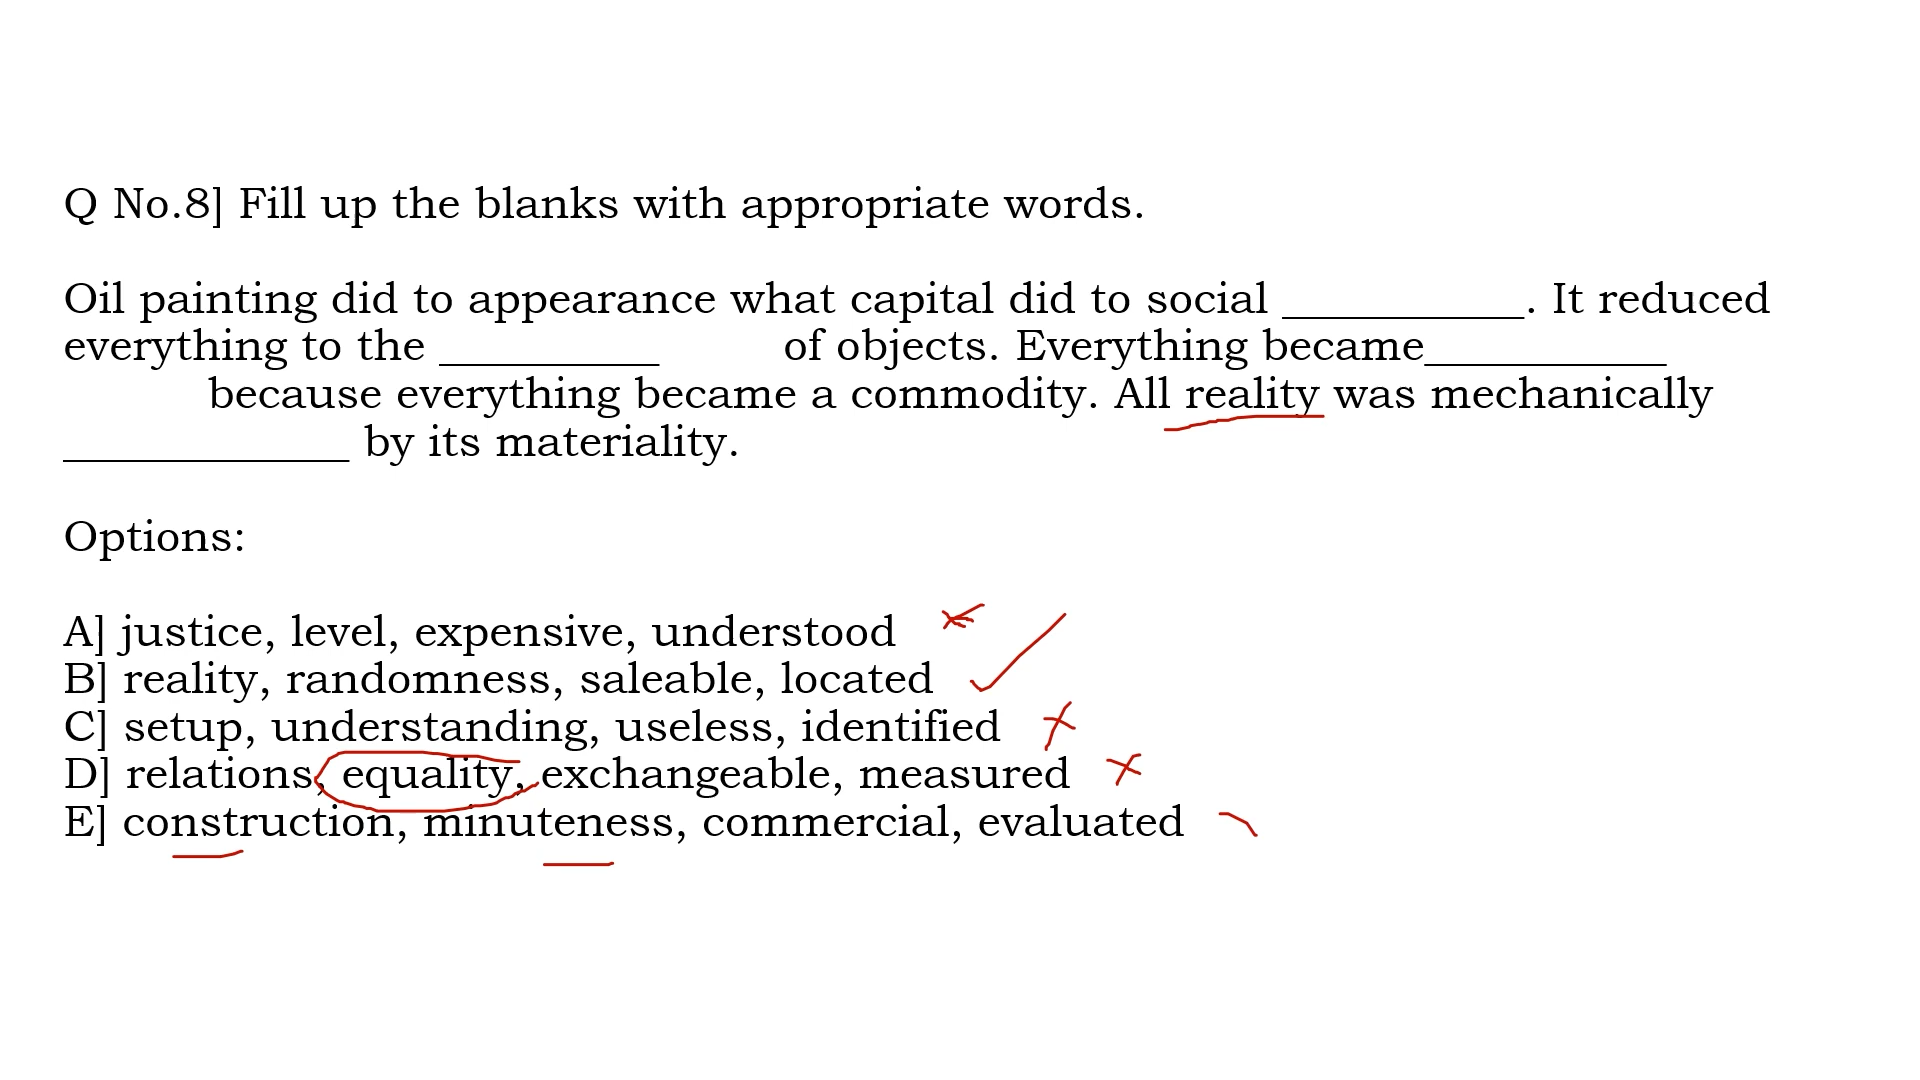 Q No.8] Fill up the blanks with appropriate words.
Oil painting did to appearance what capital did to social ___________. It reduced
everything to the __________ of objects. Everything became___________
because everything became a commodity. All reality was mechanically
_____________ by its materiality.
Options:
A] justice, level, expensive, understood
B] reality, randomness, saleable, located
C] setup, understanding, useless, identified
D] relations, equality, exchangeable, measured
E] construction, minuteness, commercial, evaluated